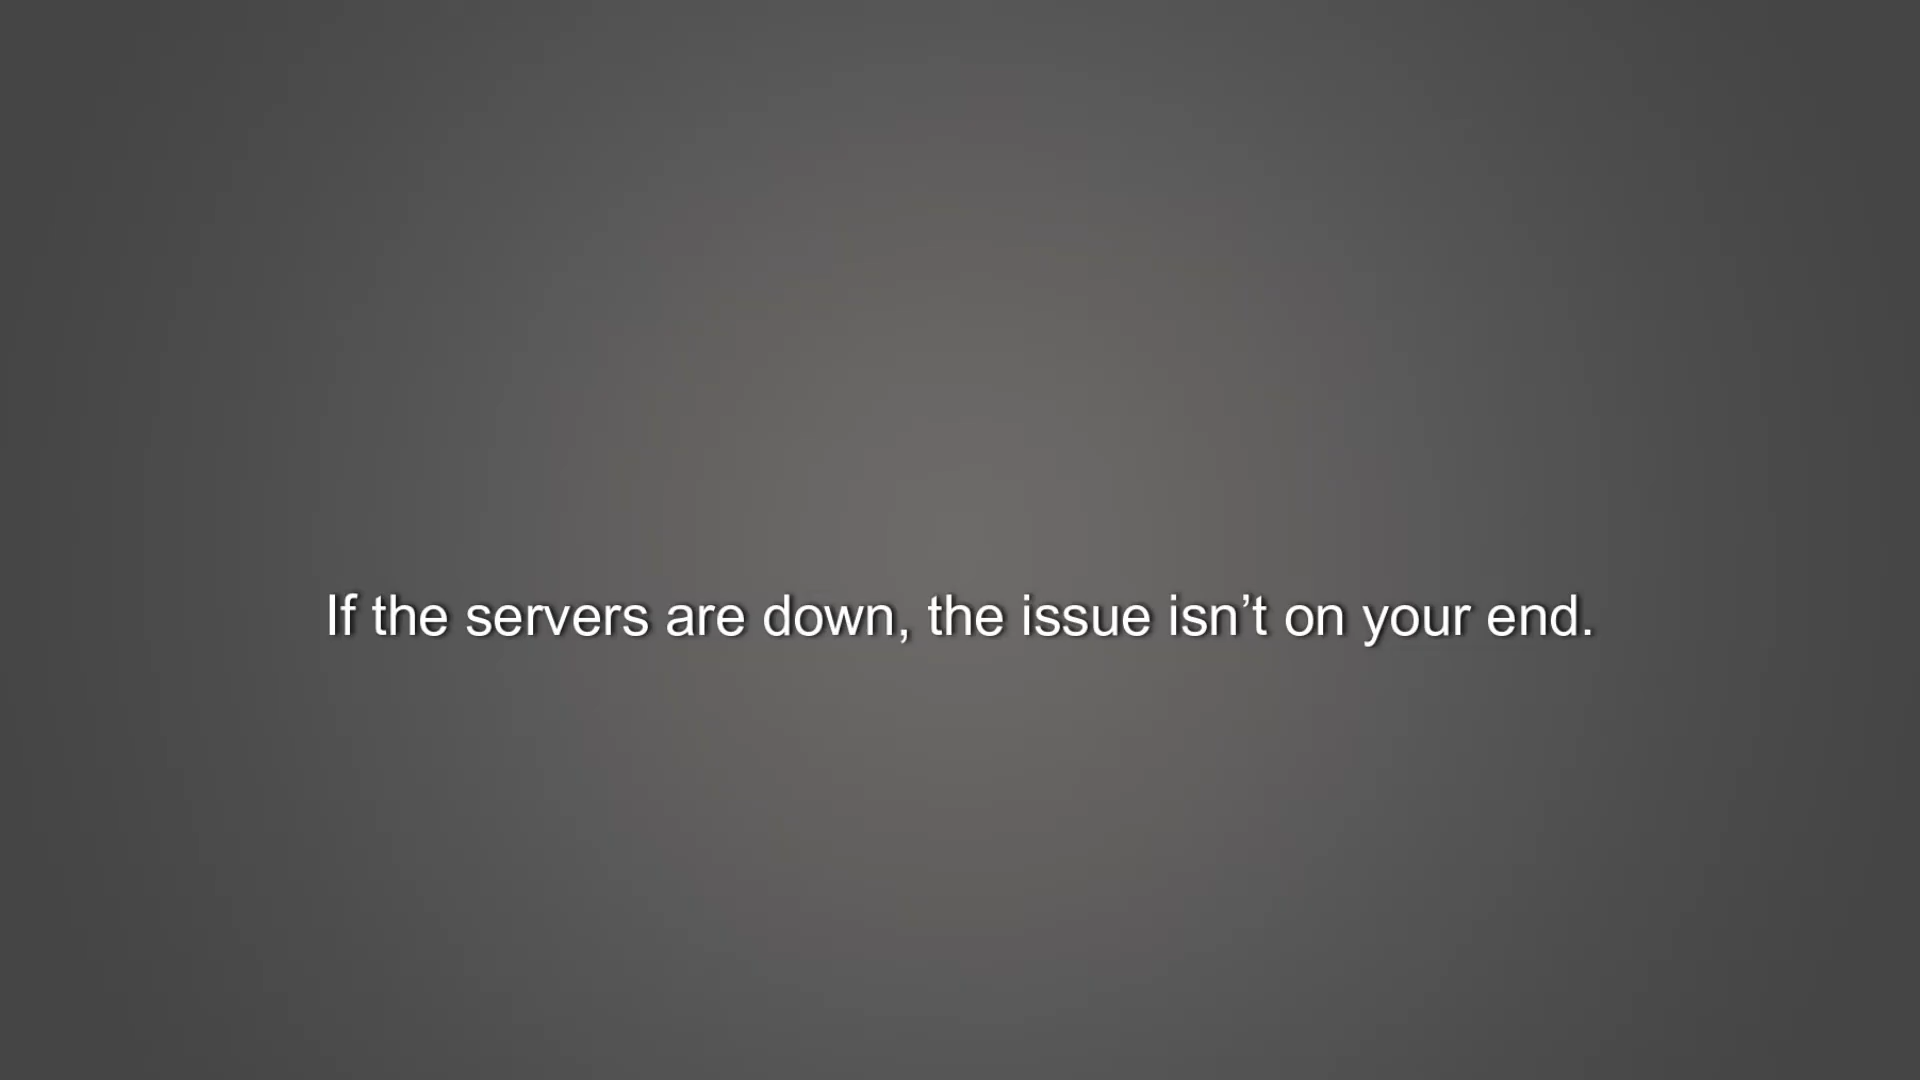 If the servers are down, the issue isn’t on your end.